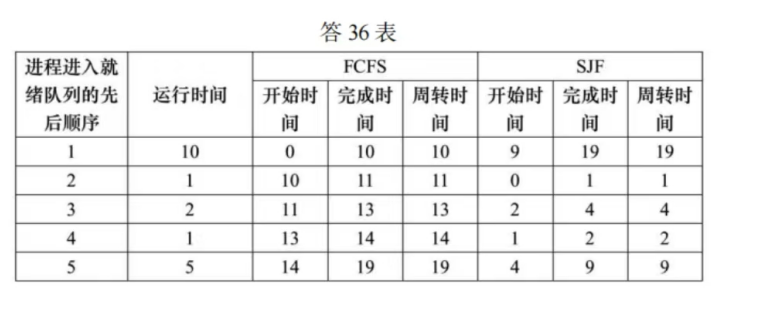 答 36 表
进程进入就绪队列的先后顺序 运行时间 FCFS SJF
开始时间 完成时间 周转时间 开始时间 完成时间 周转时间
1 10 0 10 10 9 19 19
2 1 10 11 11 0 1 1
3 2 11 13 13 2 4 4
4 1 13 14 14 1 2 2
5 5 14 19 19 4 9 9